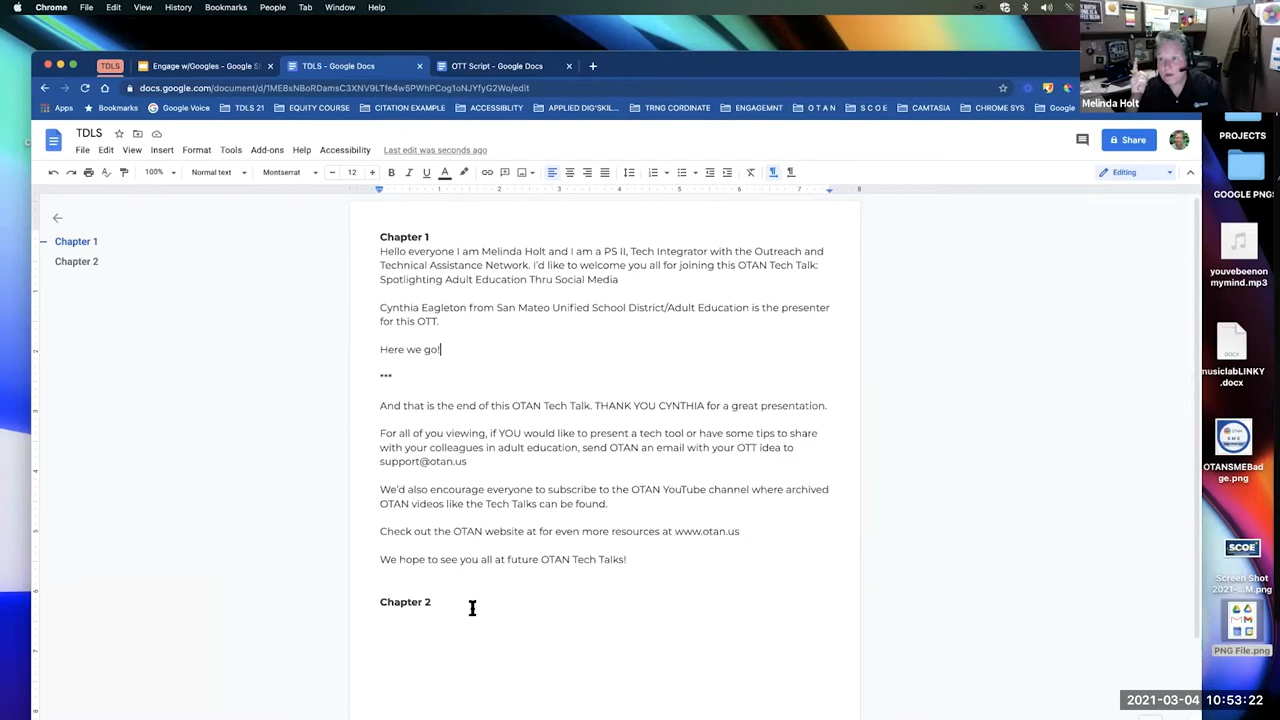 Chrome File Edit View History Bookmarks People Tab Window Help
TDLS Engage w/Googles - Google Sl TDLS - Google Docs OTT Script - Google Docs
docs.google.com/document/d/1ME8sNBoRDamsC3XNV9LTfe4w5PWhPCog1oNJYfyG2Wo/edit
Apps Bookmarks TDLS 21 EQUITY COURSE CITATION EXAMPLE ACCESSIBILITY APPLIED DIG'SKIL... TRNG CORDINATE ENGAGEMNT O T A N S C O E CAMTASIA CHROME SYS Google
Melinda Holt
TDLS
File Edit View Insert Format Tools Add-ons Help Accessibility Last edit was seconds ago
Share
100% Normal text Montserrat 12 Editing
Chapter 1
Chapter 2
Chapter 1
Hello everyone I am Melinda Holt and I am a PS II, Tech Integrator with the Outreach and
Technical Assistance Network. I'd like to welcome you all for joining this OTAN Tech Talk:
Spotlighting Adult Education Thru Social Media
Cynthia Eagleton from San Mateo Unified School District/Adult Education is the presenter
for this OTT.
Here we go!
***
And that is the end of this OTAN Tech Talk. THANK YOU CYNTHIA for a great presentation.
For all of you viewing, if YOU would like to present a tech tool or have some tips to share
with your colleagues in adult education, send OTAN an email with your OTT idea to
support@otan.us
We'd also encourage everyone to subscribe to the OTAN YouTube channel where archived
OTAN videos like the Tech Talks can be found.
Check out the OTAN website at for even more resources at www.otan.us
We hope to see you all at future OTAN Tech Talks!
Chapter 2
PROJECTS
GOOGLE PNGS
youvebeenon
mymind.mp3
DOCX
musiclabLINKY
.docx
OTANSMEBad
ge.png
SCOE
Screen Shot
2021-...M.png
PNG File.png
2021-03-04 10:53:22